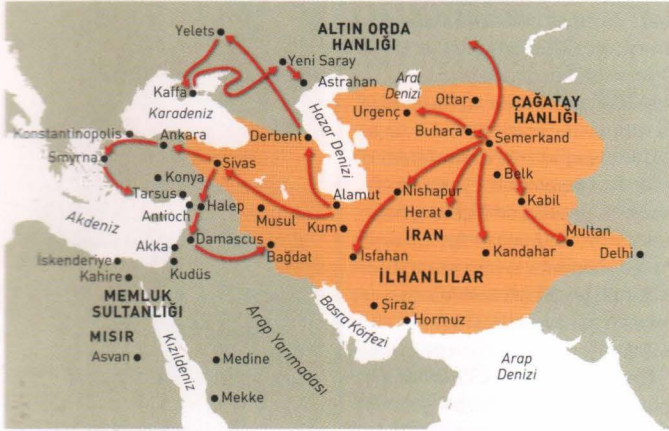 Yelets
ALTIN ORDA
HANLIĞI
Yeni Saray
Astrahan
Kaffa
Karadeniz
Aral
Denizi
Ottar
Urgenç
ÇAĞATAY
HANLIĞI
Hazar Denizi
Konstantinopolis
Ankara
Derbent
Buhara
Semerkand
Smyrna
Sivas
Konya
Belk
Tarsus
Alamut
Nishapur
Kabil
Antioch
Halep
Musul
Herat
Akdeniz
Kum
İRAN
Multan
Akka
Damascus
Bağdat
Isfahan
Kandahar
Delhi
İskenderiye
Kudüs
Kahire
İLHANLILAR
MEMLUK
SULTANLIĞI
Şiraz
Basra Körfezi
Hormuz
MISIR
Kızıldeniz
Arap Yarımadası
Asvan
Medine
Arap
Denizi
Mekke